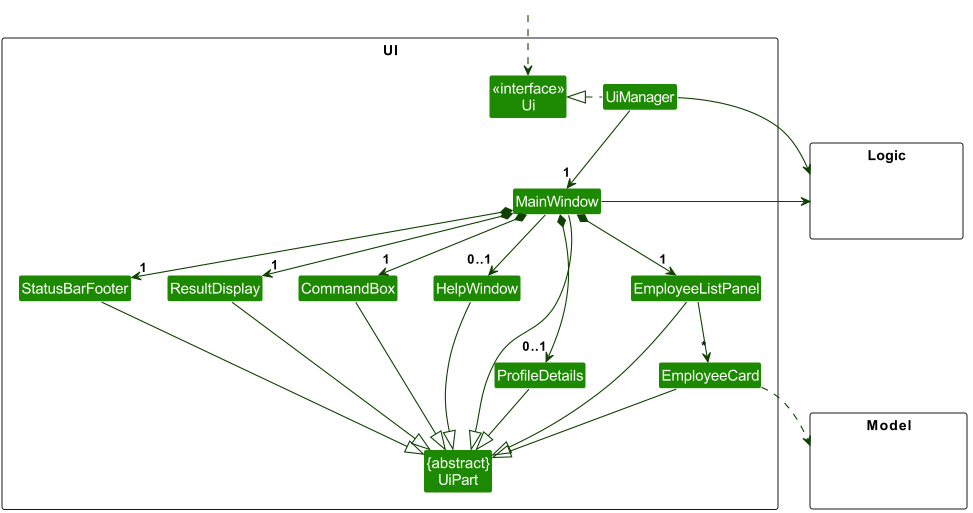 UI
«interface»
Ui
UiManager
Logic
1
MainWindow
1
1
1
0..1
1
StatusBarFooter
ResultDisplay
CommandBox
HelpWindow
EmployeeListPanel
0..1
*
ProfileDetails
EmployeeCard
Model
{abstract}
UiPart